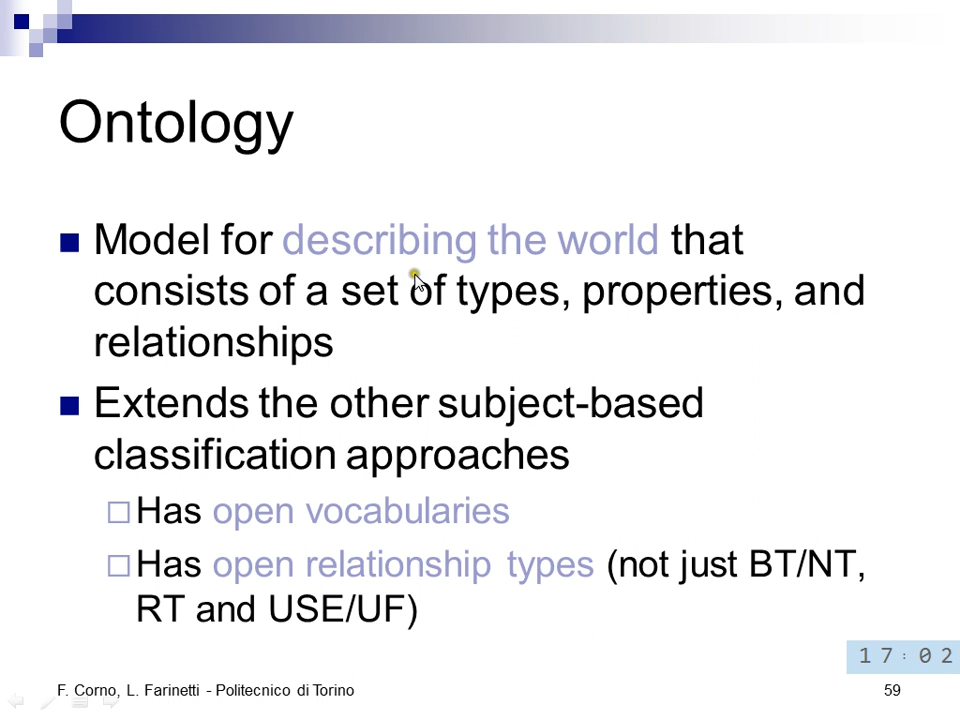 Ontology
Model for describing the world that
consists of a set of types, properties, and
relationships
Extends the other subject-based
classification approaches
Has open vocabularies
Has open relationship types (not just BT/NT,
RT and USE/UF)
17:02
F. Corno, L. Farinetti - Politecnico di Torino
59